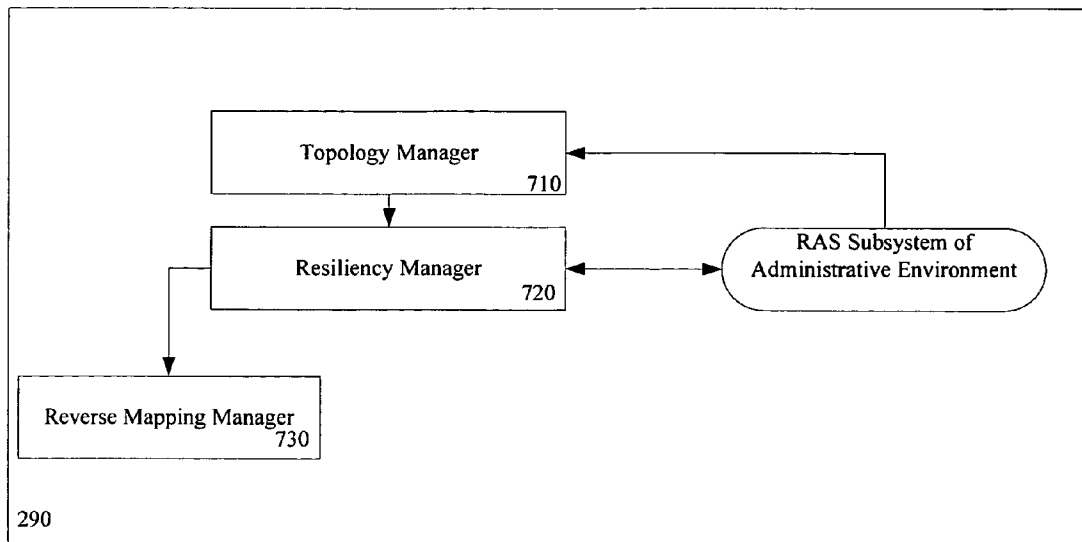 Topology Manager
710
RAS Subsystem of
Administrative Environment
Resiliency Manager
720
Reverse Mapping Manager
730
290